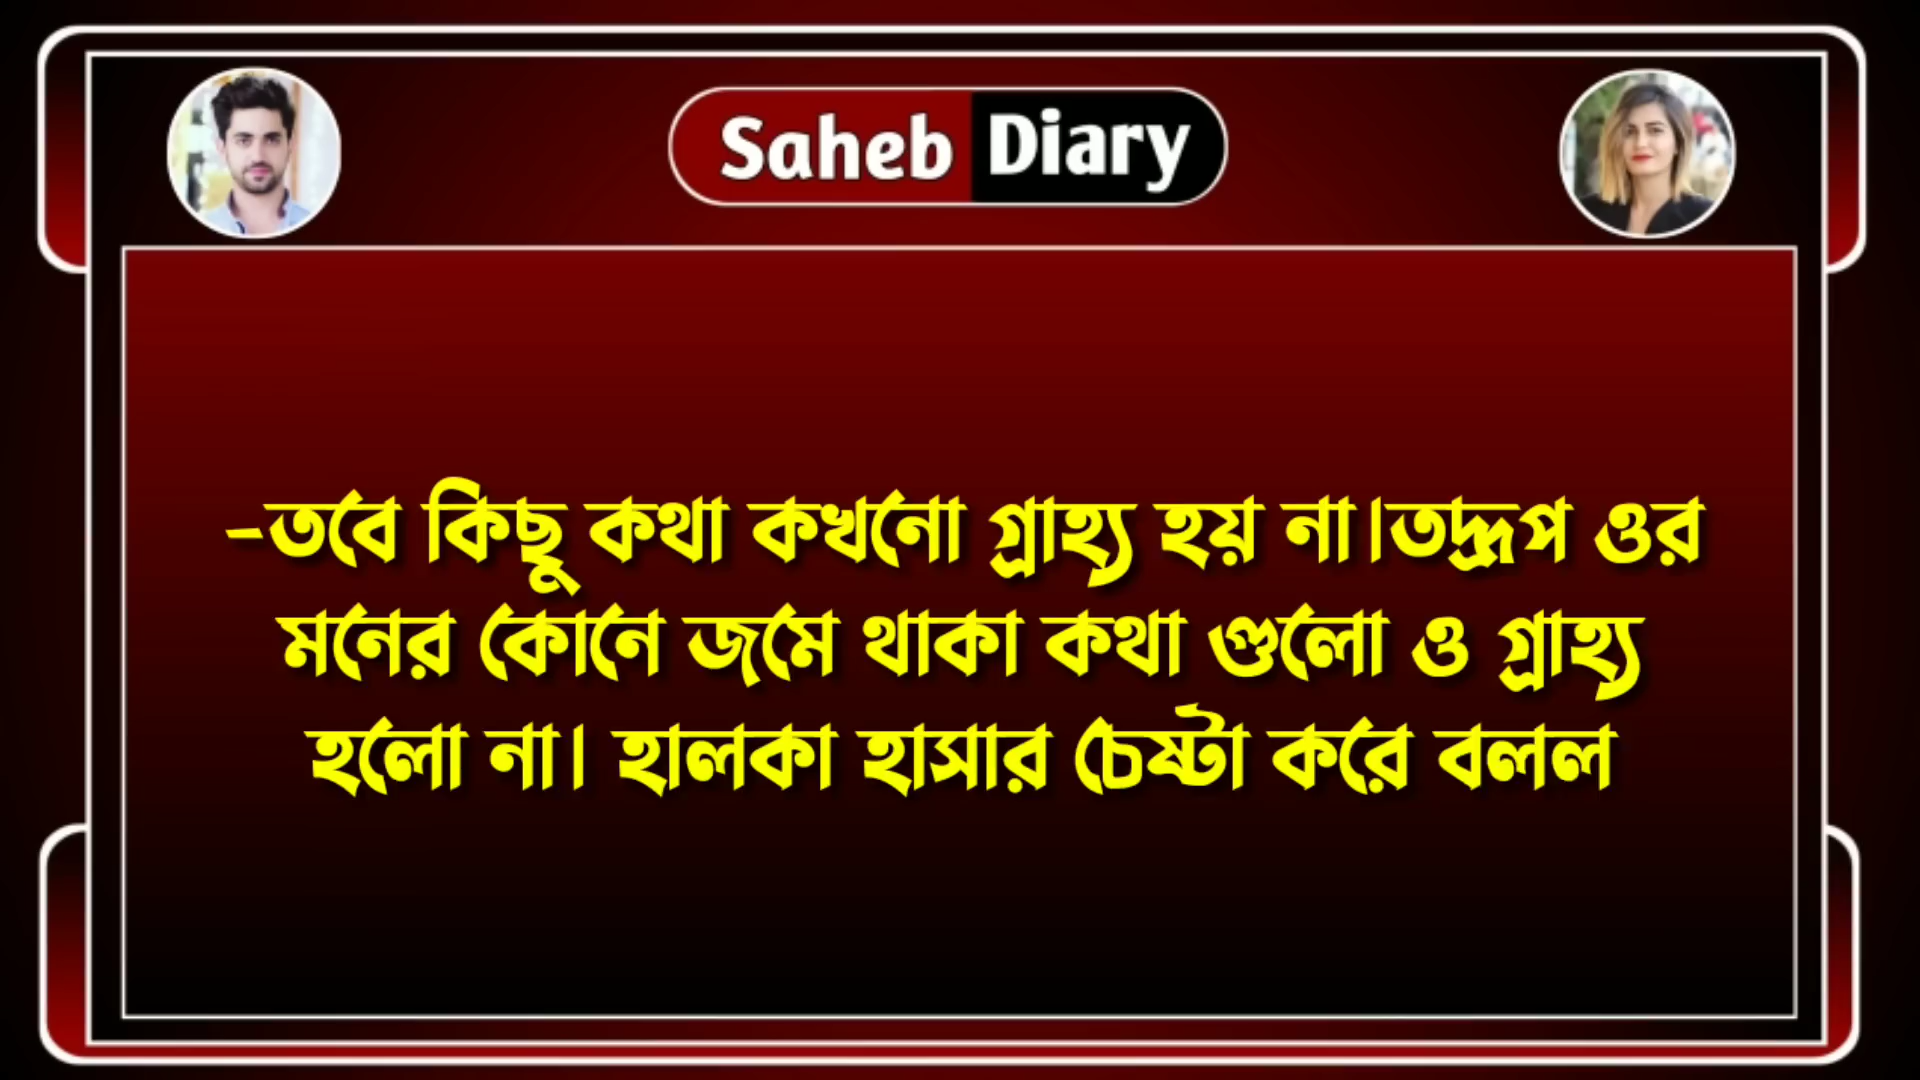 Saheb Diary
-তবে কিছু কথা কখনো গ্রাহ্য হয় না।তদ্রূপ ওর
মনের কোনে জমে থাকা কথা গুলো ও গ্রাহ্য
হলো না। হালকা হাসার চেষ্টা করে বলল